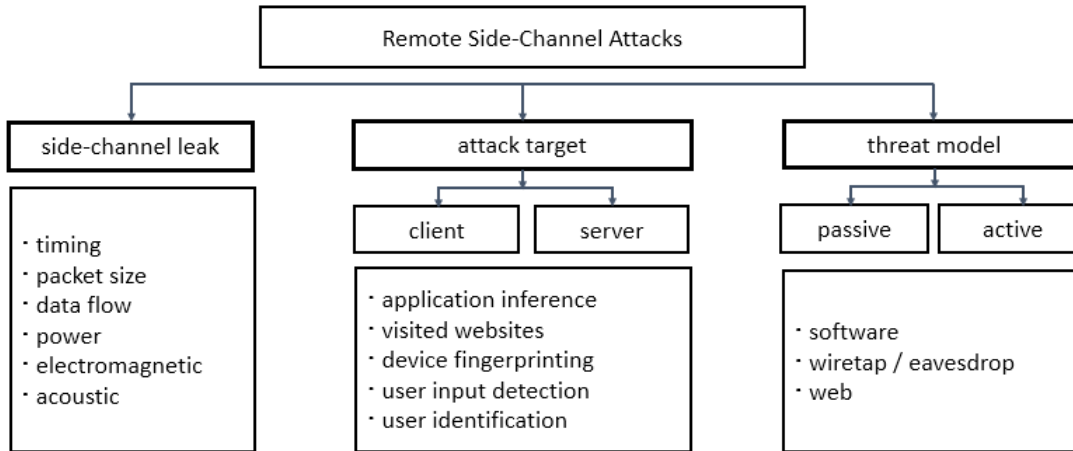 Remote Side-Channel Attacks
side-channel leak
attack target
threat model
client
server
passive
active
· timing
· packet size
· data flow
· power
· electromagnetic
· acoustic
· application inference
· visited websites
· device fingerprinting
· user input detection
· user identification
· software
· wiretap / eavesdrop
· web